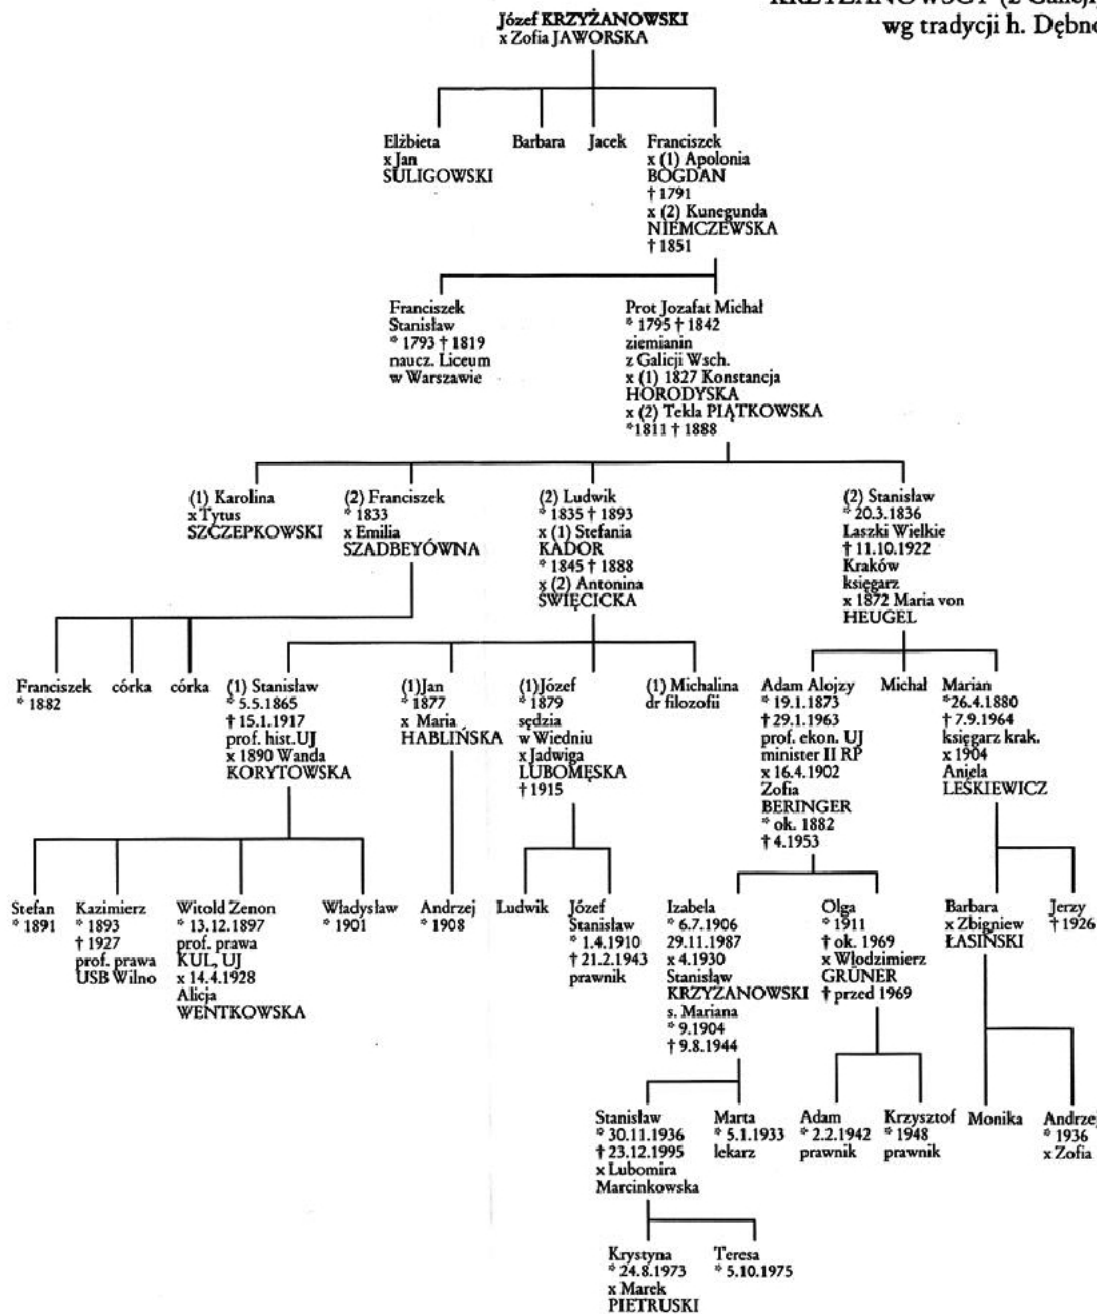 KRZYŻANOWSCY (z Galicji)
wg tradycji h. Dębno
Józef KRZYŻANOWSKI
x Zofia JAWORSKA
Elżbieta
x Jan
SULIGOWSKI
Barbara
Jacek
Franciszek
x (1) Apolonia
BOGDAN
† 1791
x (2) Kunegunda
NIEMCZEWSKA
† 1851
Franciszek
Stanisław
* 1793 † 1819
naucz. Liceum
w Warszawie
Prot Jozafat Michał
* 1795 † 1842
ziemianin
z Galicji Wsch.
x (1) 1827 Konstancja
HORODYSKA
x (2) Tekla PIĄTKOWSKA
*1811 † 1888
(1) Karolina
x Tytus
SZCZEPKOWSKI
(2) Franciszek
* 1833
x Emilia
SZADBEYÓWNA
(2) Ludwik
* 1835 † 1893
x (1) Stefania
KADOR
* 1845 † 1888
x (2) Antonina
ŚWIĘCICKA
(2) Stanisław
* 20.3.1836
Laszki Wielkie
† 11.10.1922
Kraków
księgarz
x 1872 Maria von
HEUGEL
Franciszek
* 1882
córka
córka
(1) Stanisław
* 5.5.1865
† 15.1.1917
prof. hist.UJ
x 1890 Wanda
KORYTOWSKA
(1)Jan
* 1877
x Maria
HABLIŃSKA
(1)Józef
* 1879
sędzia
w Wiedniu
x Jadwiga
LUBOMĘSKA
† 1915
(1) Michalina
dr filozofii
Adam Alojzy
* 19.1.1873
† 29.1.1963
prof. ekon. UJ
minister II RP
x 16.4.1902
Zofia
BERINGER
* ok. 1882
† 4.1953
Michał
Marian
*26.4.1880
† 7.9.1964
księgarz krak.
x 1904
Aniela
LEŚKIEWICZ
Stefan
* 1891
Kazimierz
* 1893
† 1927
prof. prawa
USB Wilno
Witold Zenon
* 13.12.1897
prof. prawa
KUL, UJ
x 14.4.1928
Alicja
WENTKOWSKA
Władysław
* 1901
Andrzej
* 1908
Ludwik
Józef
Stanisław
* 1.4.1910
† 21.2.1943
prawnik
Izabela
* 6.7.1906
29.11.1987
x 4.1930
Stanisław
KRZYŻANOWSKI
s. Mariana
* 9.1904
† 9.8.1944
Olga
* 1911
† ok. 1969
x Włodzimierz
GRÜNER
† przed 1969
Barbara
x Zbigniew
ŁASIŃSKI
Jerzy
† 1926
Stanisław
* 30.11.1936
† 23.12.1995
x Lubomira
Marcinkowska
Marta
* 5.1.1933
lekarz
Adam
* 2.2.1942
prawnik
Krzysztof
* 1948
prawnik
Monika
Andrzej
* 1936
x Zofia
Krystyna
* 24.8.1973
x Marek
PIETRUSKI
Teresa
* 5.10.1975